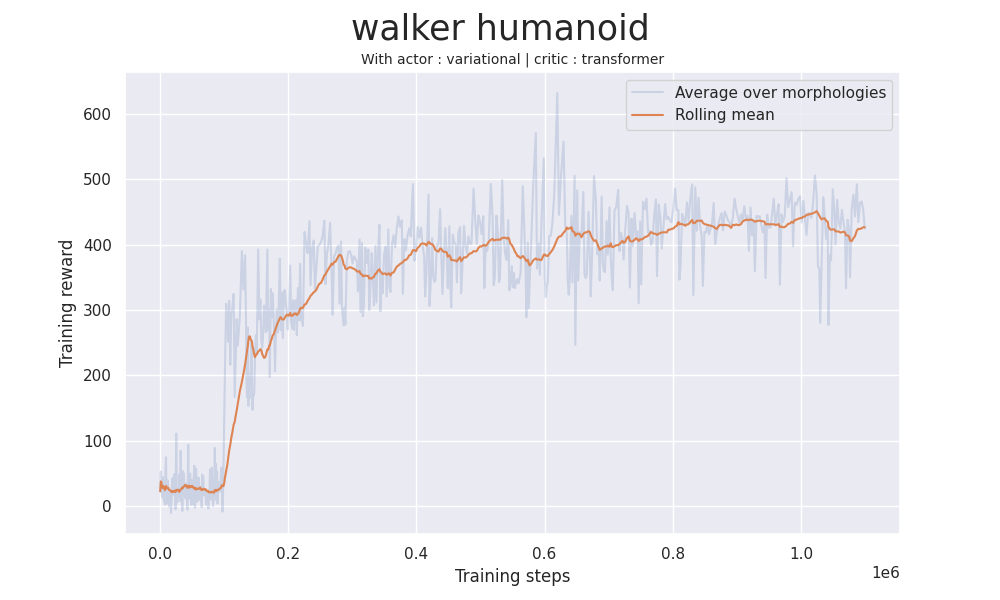 walker humanoid
With actor : variational | critic : transformer
Average over morphologies
Rolling mean
Training reward
600
500
400
300
200
100
0
0.0 0.2 0.4 0.6 0.8 1.0
1e6
Training steps